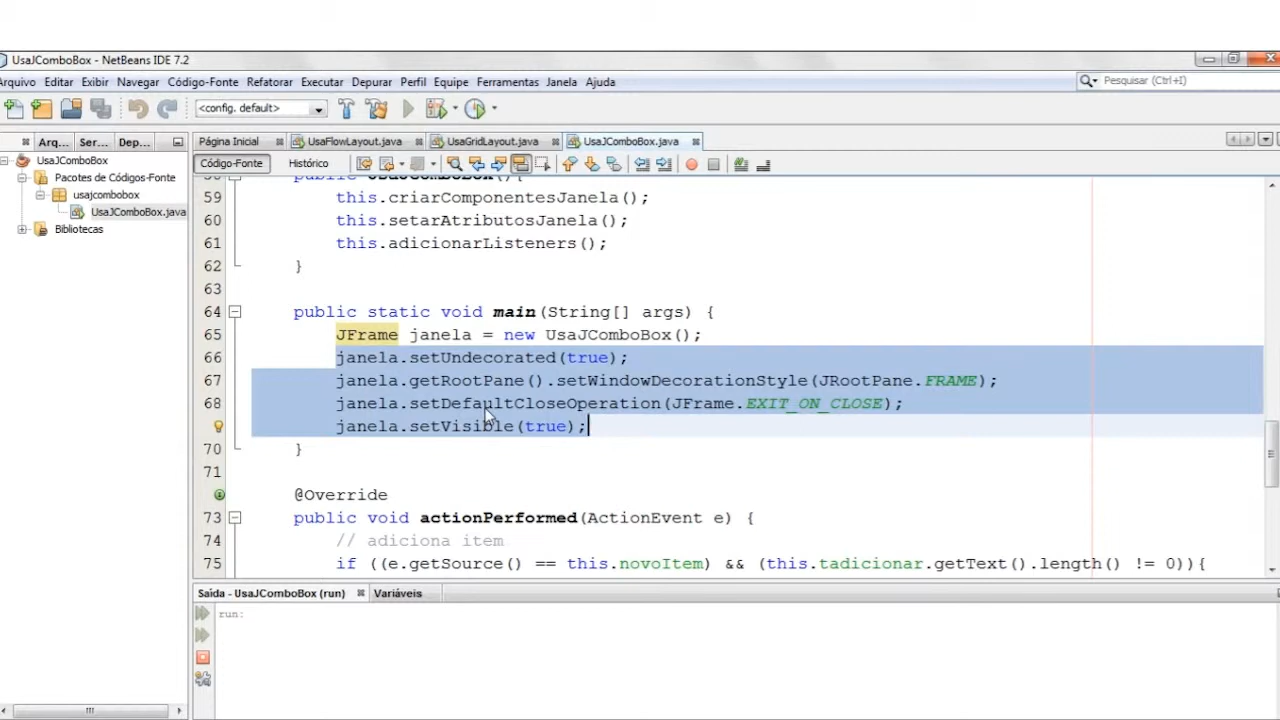 UsaJComboBox - NetBeans IDE 7.2
Arquivo Editar Exibir Navegar Código-Fonte Refatorar Executar Depurar Perfil Equipe Ferramentas Janela Ajuda
Pesquisar (Ctrl+I)
<config. default>
Arq... Ser... Dep...
Página Inicial UsaFlowLayout.java UsaGridLayout.java UsaJComboBox.java
UsaJComboBox
Pacotes de Códigos-Fonte
usajcombobox
UsaJComboBox.java
Bibliotecas
Código-Fonte Histórico
58 public UsaJComboBox(){
59 this.criarComponentesJanela();
60 this.setarAtributosJanela();
61 this.adicionarListeners();
62 }
63
64 public static void main(String[] args) {
65 JFrame janela = new UsaJComboBox();
66 janela.setUndecorated(true);
67 janela.getRootPane().setWindowDecorationStyle(JRootPane.FRAME);
68 janela.setDefaultCloseOperation(JFrame.EXIT_ON_CLOSE);
janela.setVisible(true);
70 }
71
@Override
73 public void actionPerformed(ActionEvent e) {
// adiciona item
75 if ((e.getSource() == this.novoItem) && (this.tadicionar.getText().length() != 0)){
Saída - UsaJComboBox (run) Variáveis
run: